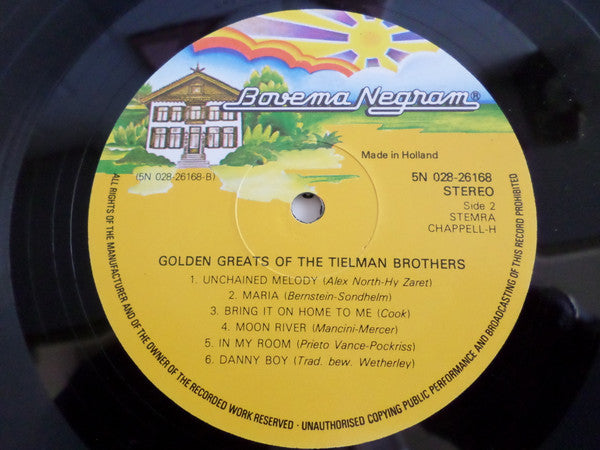 Bovema Negram®
Made in Holland
(5N 028-26168-B)
5N 028-26168
STEREO
Side 2
STEMRA
CHAPPELL-H
GOLDEN GREATS OF THE TIELMAN BROTHERS
1. UNCHAINED MELODY (Alex North-Hy Zaret)
2. MARIA (Bernstein-Sondhelm)
3. BRING IT ON HOME TO ME (Cook)
4. MOON RIVER (Mancini-Mercer)
5. IN MY ROOM (Prieto Vance-Pockriss)
6. DANNY BOY (Trad. bew. Wetherley)
ALL RIGHTS OF THE MANUFACTURER AND OF THE OWNER OF THE RECORDED WORK RESERVED - UNAUTHORISED COPYING PUBLIC PERFORMANCE AND BROADCASTING OF THIS RECORD PROHIBITED